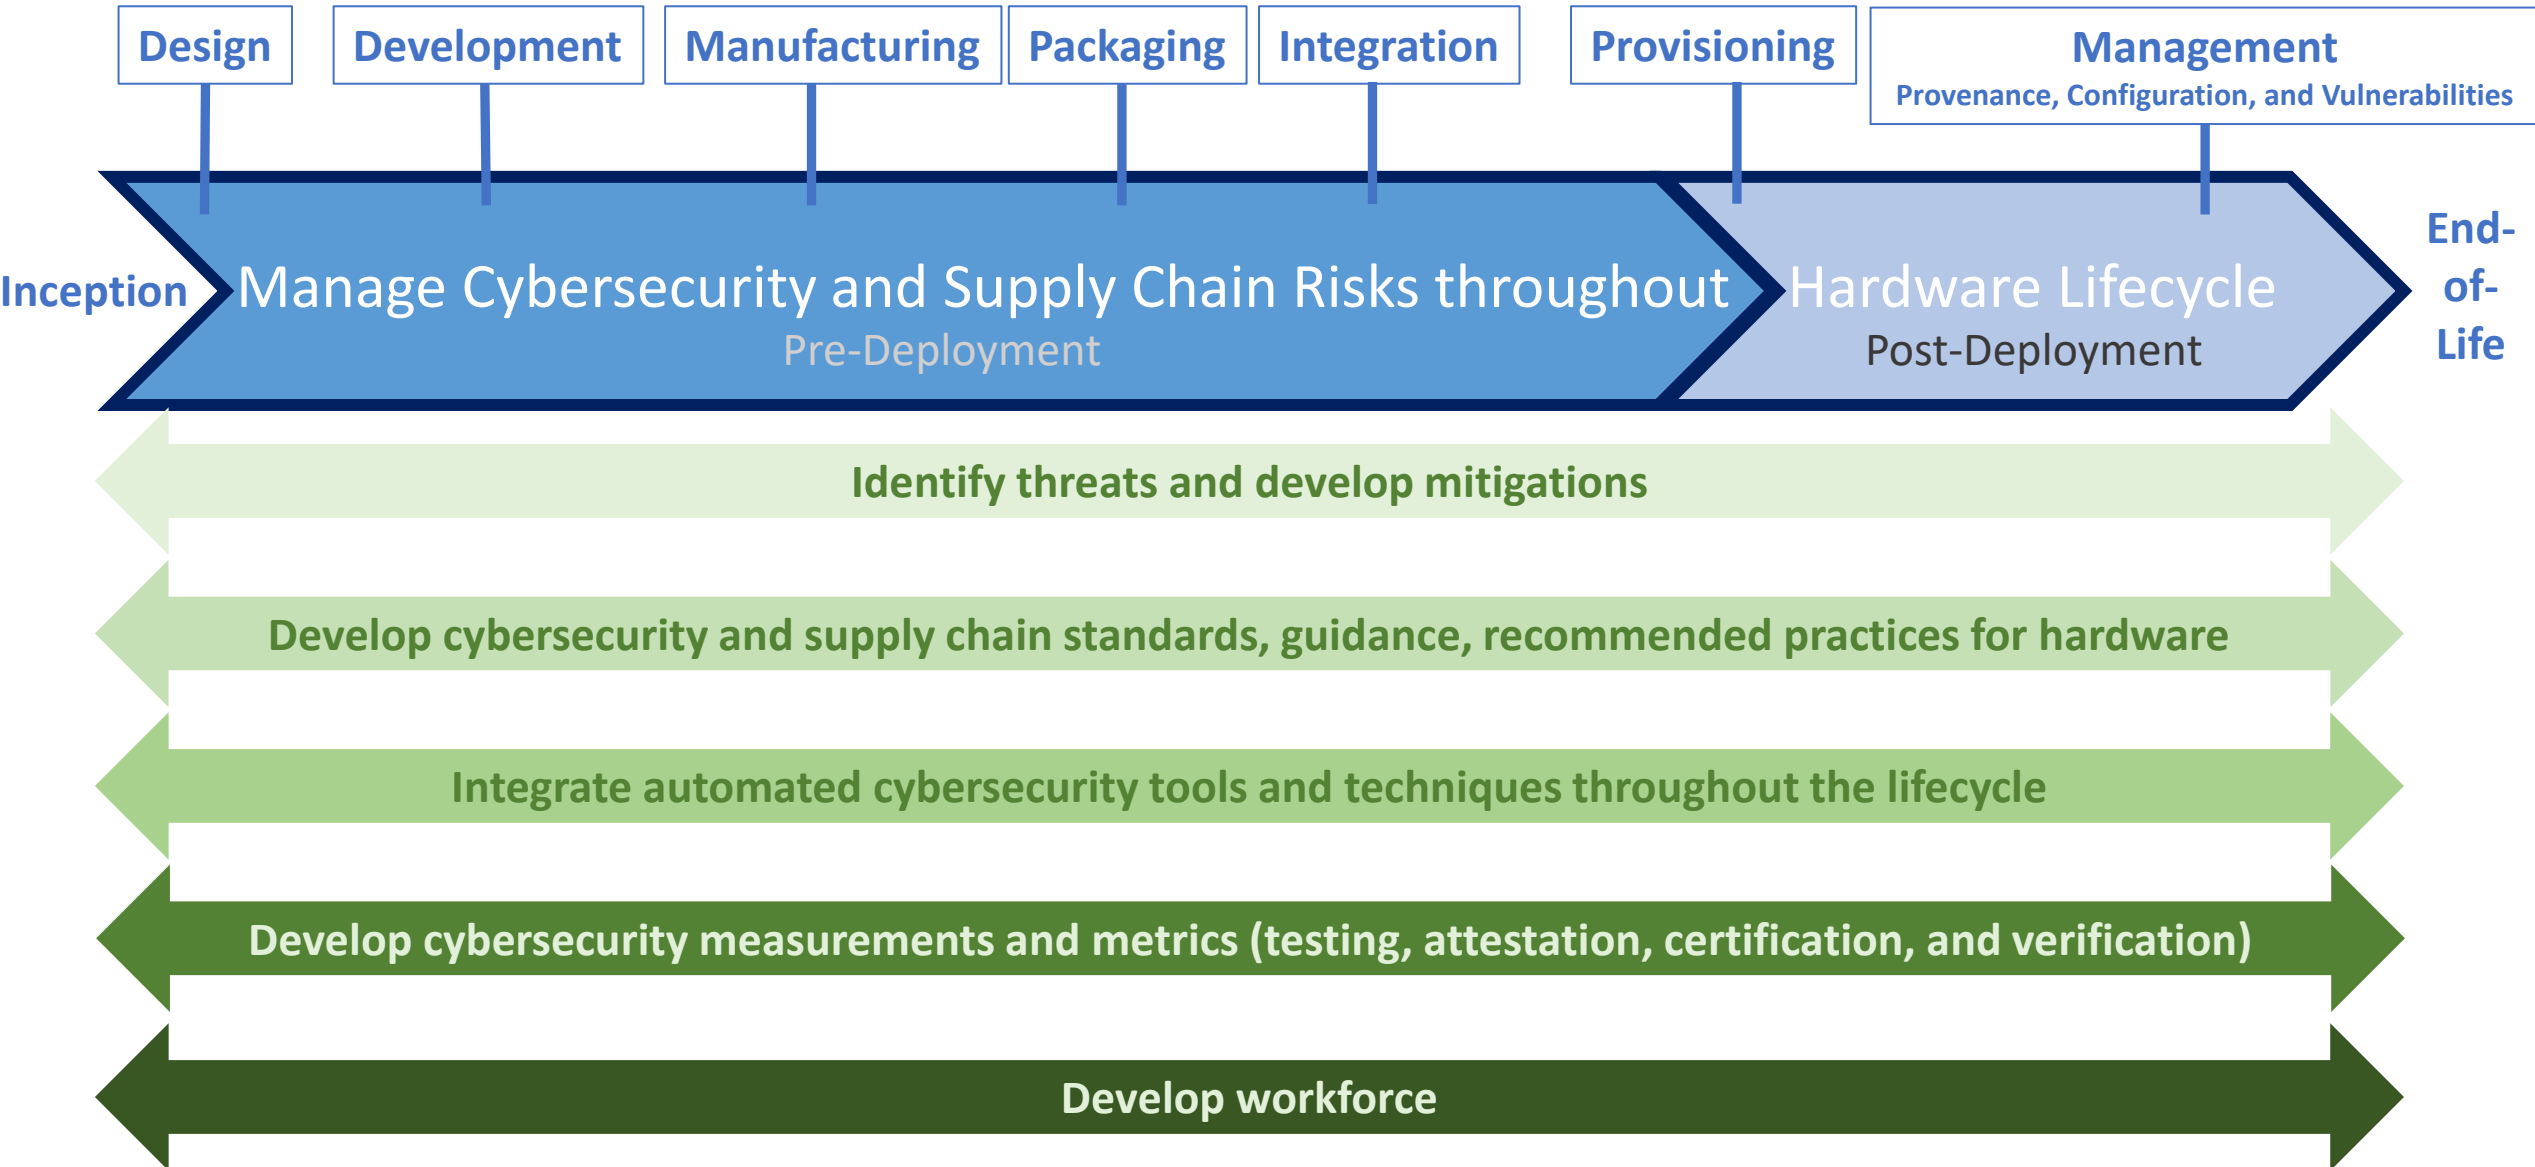 Design
Development
Manufacturing
Packaging
Integration
Provisioning
Management
Provenance, Configuration, and Vulnerabilities
Inception
Manage Cybersecurity and Supply Chain Risks throughout
Pre-Deployment
Hardware Lifecycle
Post-Deployment
End-
of-
Life
Identify threats and develop mitigations
Develop cybersecurity and supply chain standards, guidance, recommended practices for hardware
Integrate automated cybersecurity tools and techniques throughout the lifecycle
Develop cybersecurity measurements and metrics (testing, attestation, certification, and verification)
Develop workforce